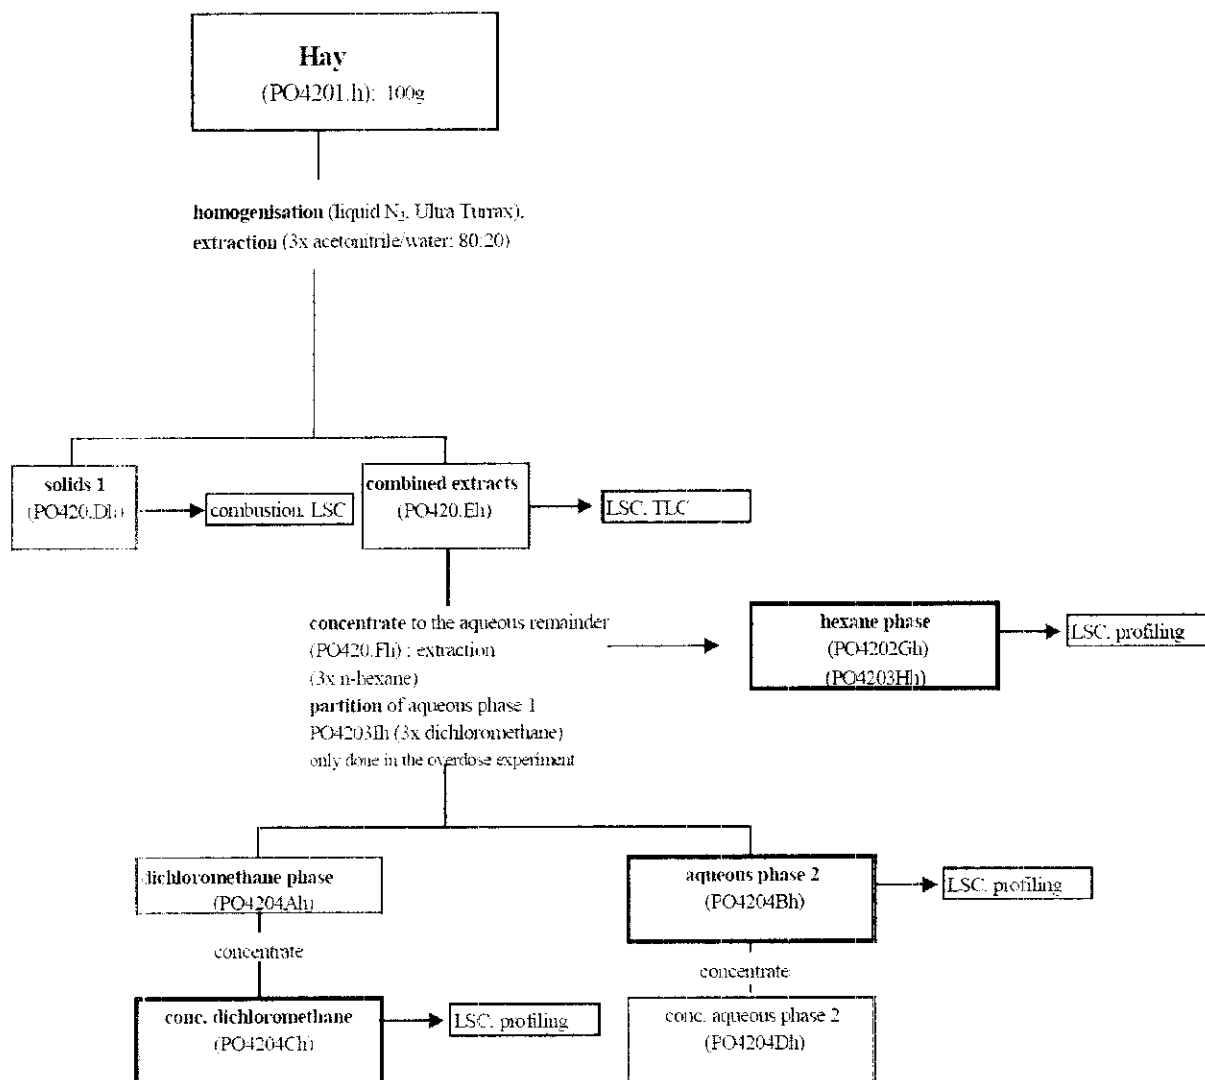 Hay
(PO4201.h): 100g
homogenisation (liquid N2, Ultra Turrax),
extraction (3x acetonitrile/water: 80:20)
solids 1
(PO420.Dh)
combustion, LSC
combined extracts
(PO420.Eh)
LSC, TLC
concentrate to the aqueous remainder
(PO420.Fh) : extraction
(3x n-hexane)
partition of aqueous phase 1
PO4203Ih (3x dichloromethane)
only done in the overdose experiment
hexane phase
(PO4202Gh)
(PO4203Hh)
LSC, profiling
dichloromethane phase
(PO4204Ah)
concentrate
conc. dichloromethane
(PO4204Ch)
LSC, profiling
aqueous phase 2
(PO4204Bh)
LSC, profiling
concentrate
conc. aqueous phase 2
(PO4204Dh)